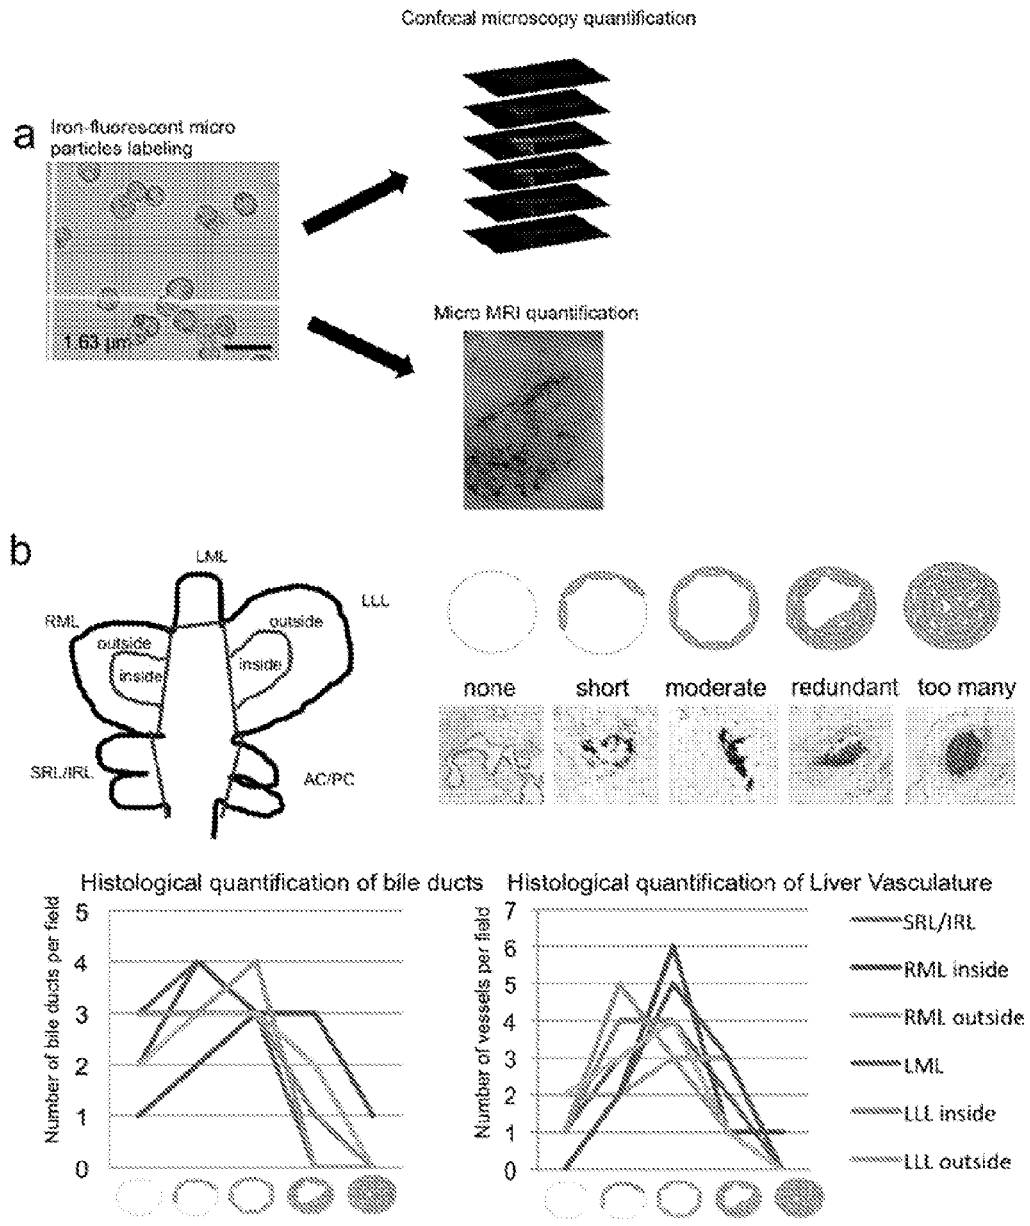 Confocal microscopy quantification
a
Iron-fluorescent micro
particles labeling
1.63 µm
Micro MRI quantification
b
LML
LLL
RML
outside
outside
inside
inside
SRL/IRL
AC/PC
none
short
moderate
redundant
too many
Histological quantification of bile ducts
Number of bile ducts per field
5
4
3
2
1
0
Histological quantification of Liver Vasculature
Number of vessels per field
7
6
5
4
3
2
1
0
SRL/IRL
RML inside
RML outside
LML
LLL inside
LLL outside